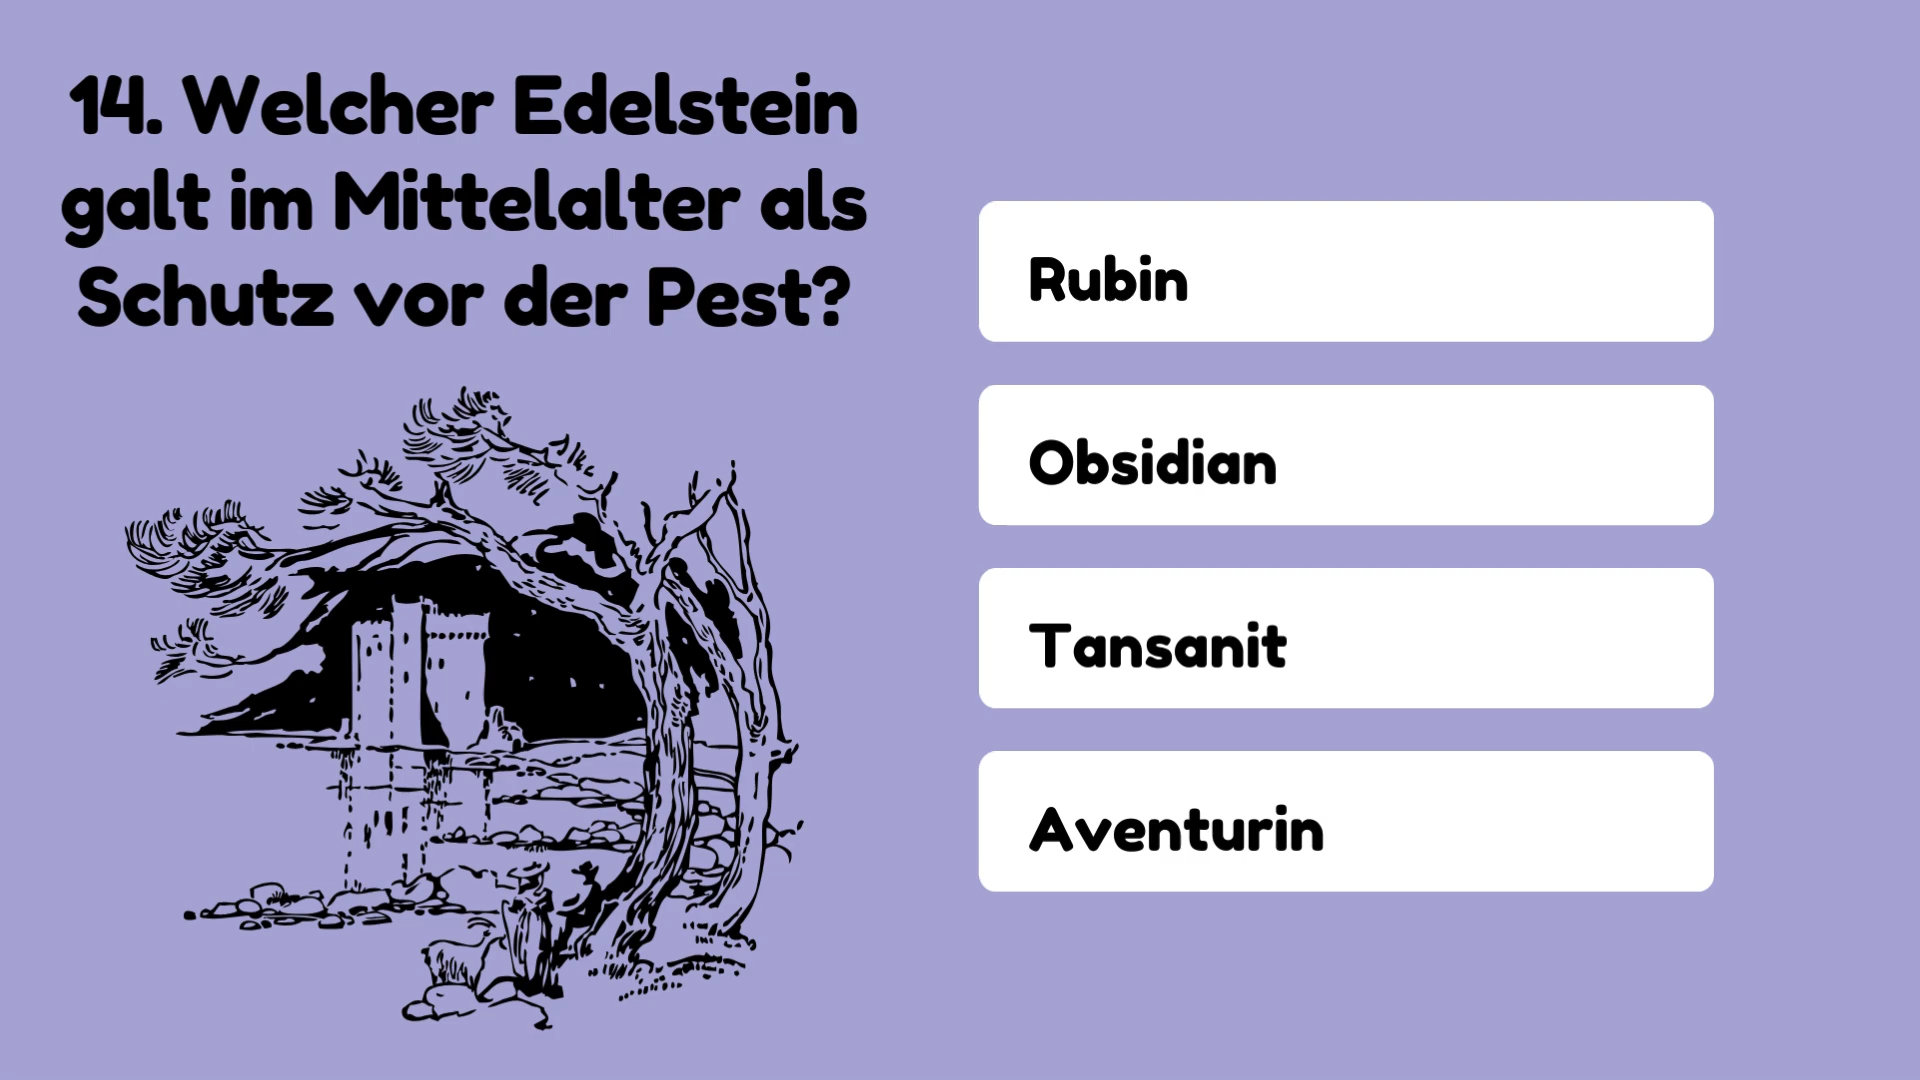 14. Welcher Edelstein
galt im Mittelalter als
Schutz vor der Pest?
Rubin
Obsidian
Tansanit
Aventurin